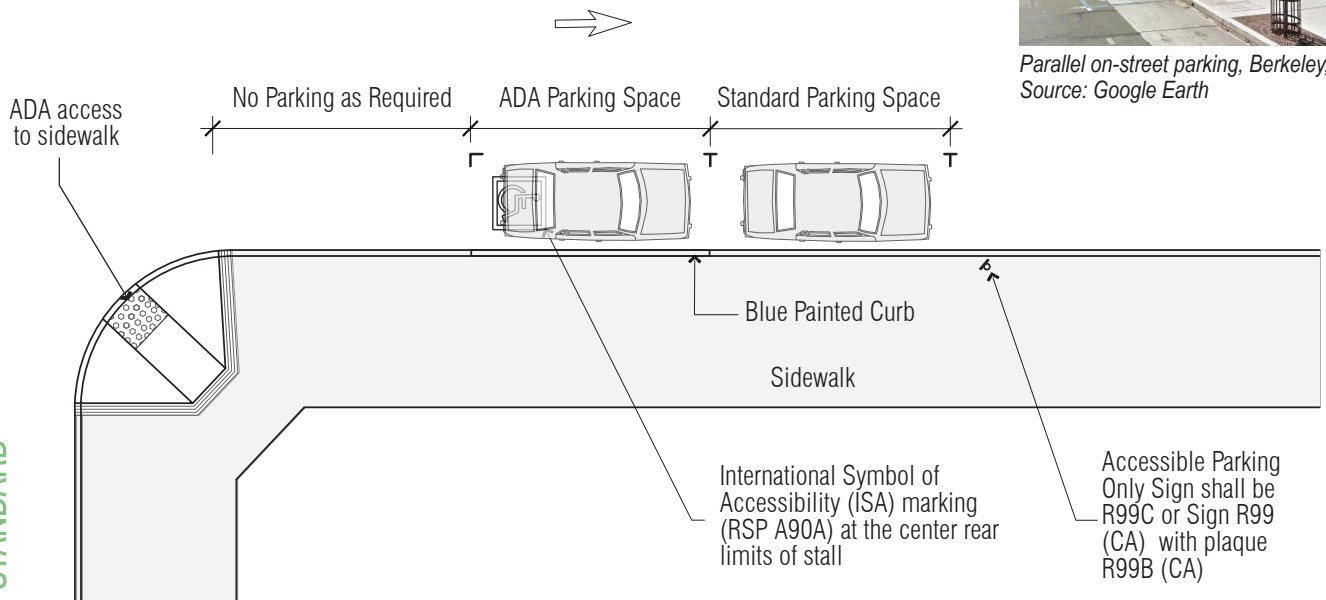 Parallel on-street parking, Berkeley,
Source: Google Earth
No Parking as Required
ADA Parking Space
Standard Parking Space
ADA access
to sidewalk
Blue Painted Curb
Sidewalk
International Symbol of
Accessibility (ISA) marking
(RSP A90A) at the center rear
limits of stall
Accessible Parking
Only Sign shall be
R99C or Sign R99
(CA) with plaque
R99B (CA)
STANDARD